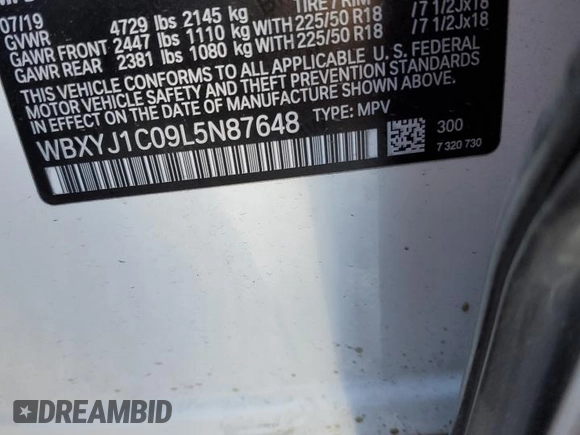 07/19 TIRE / RIM
GVWR 4729 lbs 2145 kg
GAWR FRONT 2447 lbs 1110 kg WITH 225/50 R18 /7 1/2Jx18
GAWR REAR 2381 lbs 1080 kg WITH 225/50 R18 /7 1/2Jx18
THIS VEHICLE CONFORMS TO ALL APPLICABLE U. S. FEDERAL
MOTOR VEHICLE SAFETY AND THEFT PREVENTION STANDARDS
IN EFFECT ON THE DATE OF MANUFACTURE SHOWN ABOVE.
WBXYJ1C09L5N87648 TYPE: MPV
300
7 320 730
DREAMBID